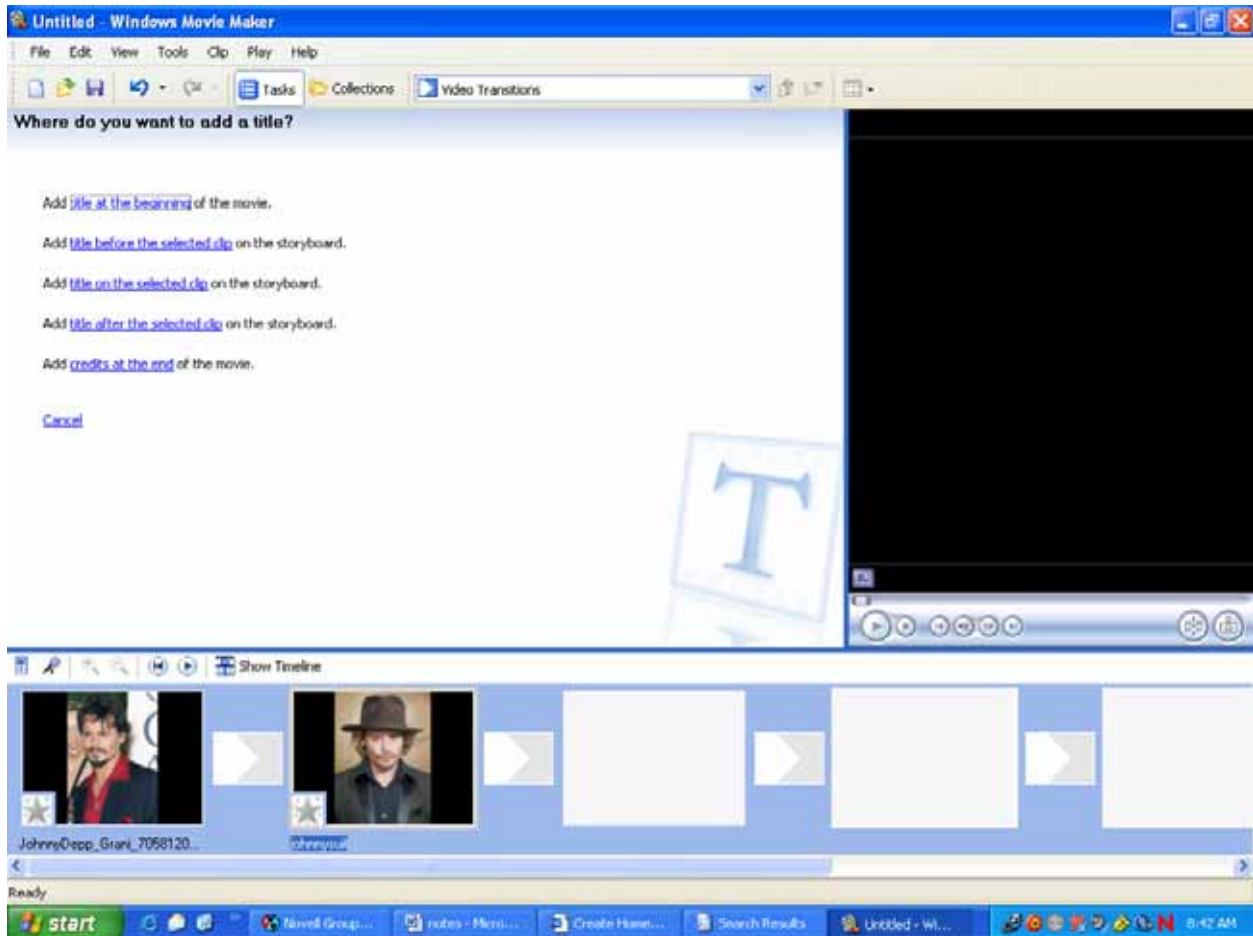 Untitled - Windows Movie Maker
File Edit View Tools Clip Play Help
Tasks Collections Video Transitions
Where do you want to add a title?
Add title at the beginning of the movie.
Add title before the selected clip on the storyboard.
Add title on the selected clip on the storyboard.
Add title after the selected clip on the storyboard.
Add credits at the end of the movie.
Cancel
T
Show Timeline
JohnnyDepp_Grani_7058120...
Ready
start Novell Group... notes - Micro... Create Home... Search Results Untitled - Wi... 8:42 AM